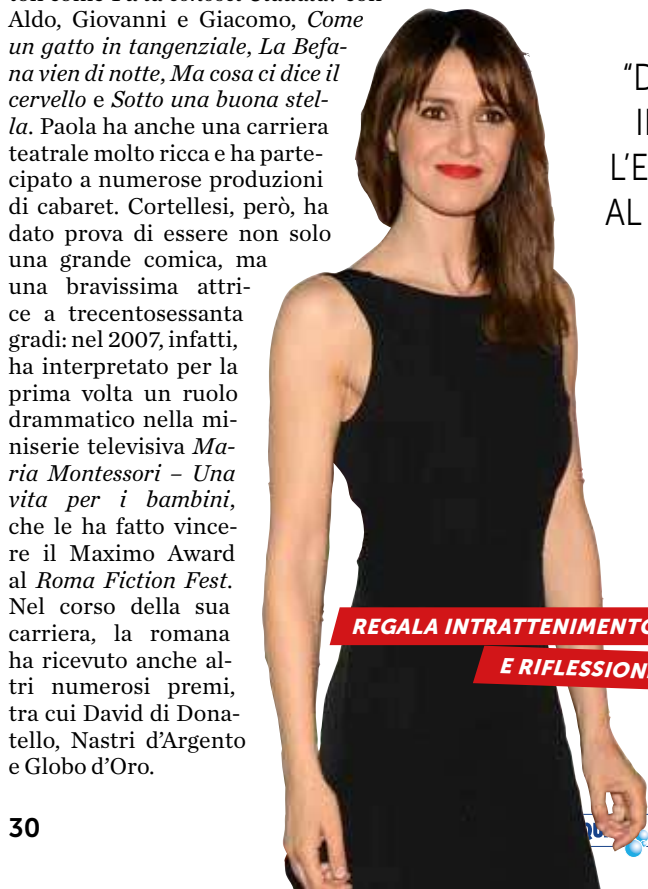 Aldo, Giovanni e Giacomo, Come
un gatto in tangenziale, La Befa-
na vien di notte, Ma cosa ci dice il
cervello e Sotto una buona stel-
la. Paola ha anche una carriera
teatrale molto ricca e ha parte-
cipato a numerose produzioni
di cabaret. Cortellesi, però, ha
dato prova di essere non solo
una grande comica, ma
una bravissima attri-
ce a trecentosessanta
gradi: nel 2007, infatti,
ha interpretato per la
prima volta un ruolo
drammatico nella mi-
niserie televisiva Ma-
ria Montessori – Una
vita per i bambini,
che le ha fatto vince-
re il Maximo Award
al Roma Fiction Fest.
Nel corso della sua
carriera, la romana
ha ricevuto anche al-
tri numerosi premi,
tra cui David di Dona-
tello, Nastri d'Argento
e Globo d'Oro.
"D
L'E
AL
REGALA INTRATTENIMENTO
E RIFLESSION
30